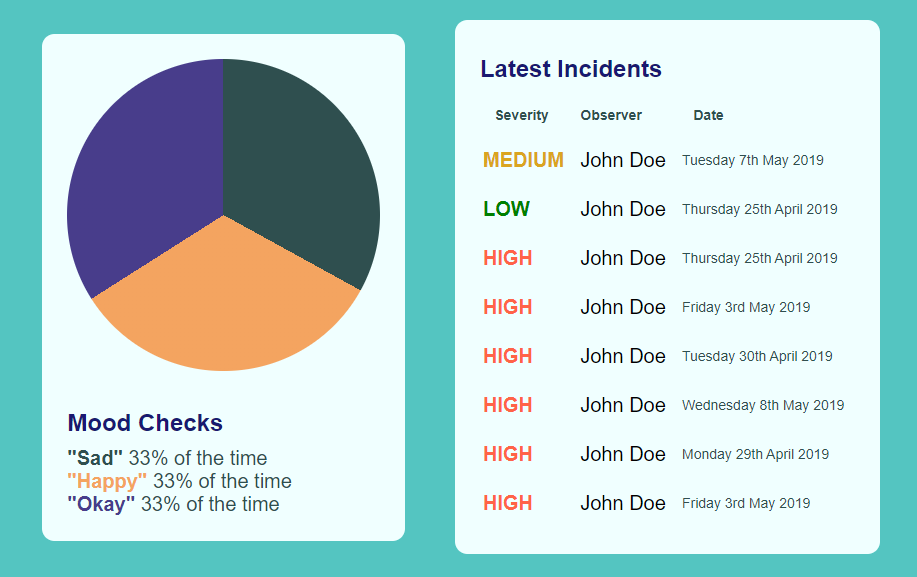 Mood Checks
"Sad" 33% of the time
"Happy" 33% of the time
"Okay" 33% of the time
Latest Incidents
Severity Observer Date
MEDIUM John Doe Tuesday 7th May 2019
LOW John Doe Thursday 25th April 2019
HIGH John Doe Thursday 25th April 2019
HIGH John Doe Friday 3rd May 2019
HIGH John Doe Tuesday 30th April 2019
HIGH John Doe Wednesday 8th May 2019
HIGH John Doe Monday 29th April 2019
HIGH John Doe Friday 3rd May 2019